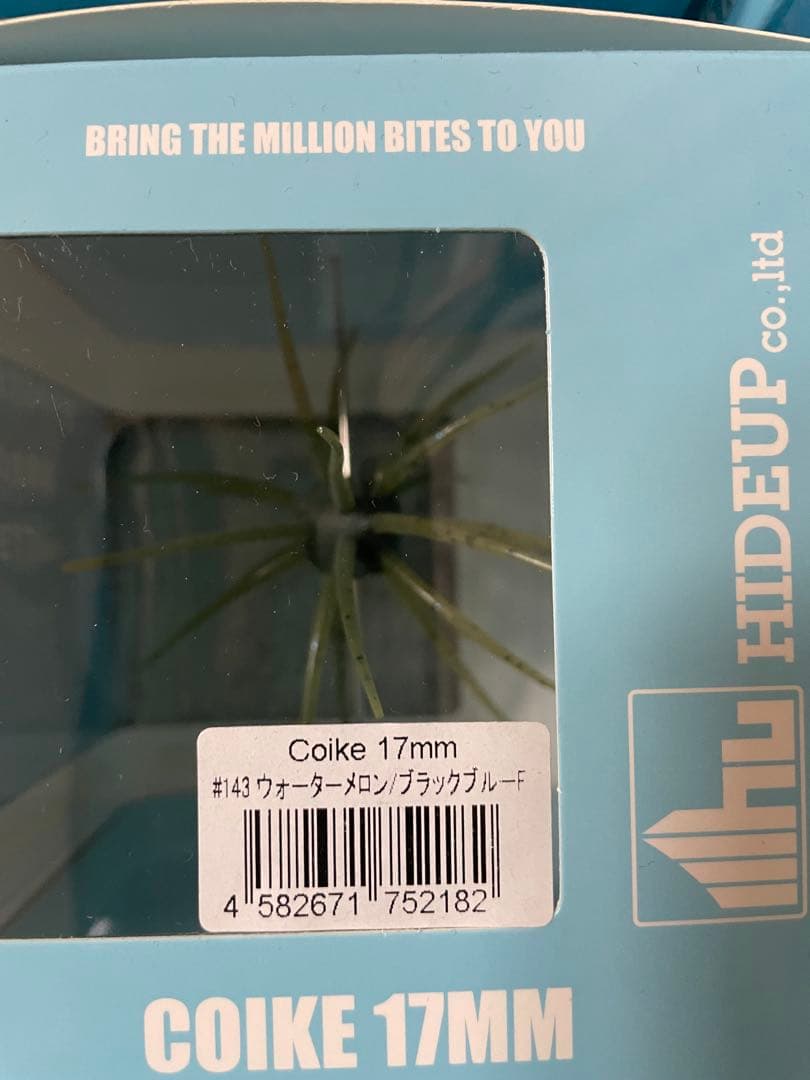 BRING THE MILLION BITES TO YOU
HIDEUP co.,ltd
hu
Coike 17mm
#143 ウォーターメロン/ブラックブルーF
4 582671 752182
COIKE 17MM